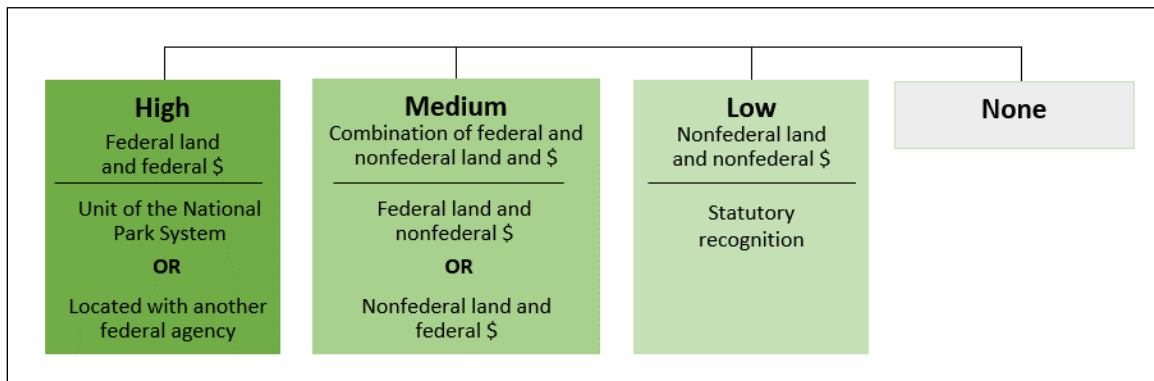 High
Federal land
and federal $
Unit of the National
Park System
OR
Located with another
federal agency
Medium
Combination of federal and
nonfederal land and $
Federal land and
nonfederal $
OR
Nonfederal land and
federal $
Low
Nonfederal land
and nonfederal $
Statutory
recognition
None